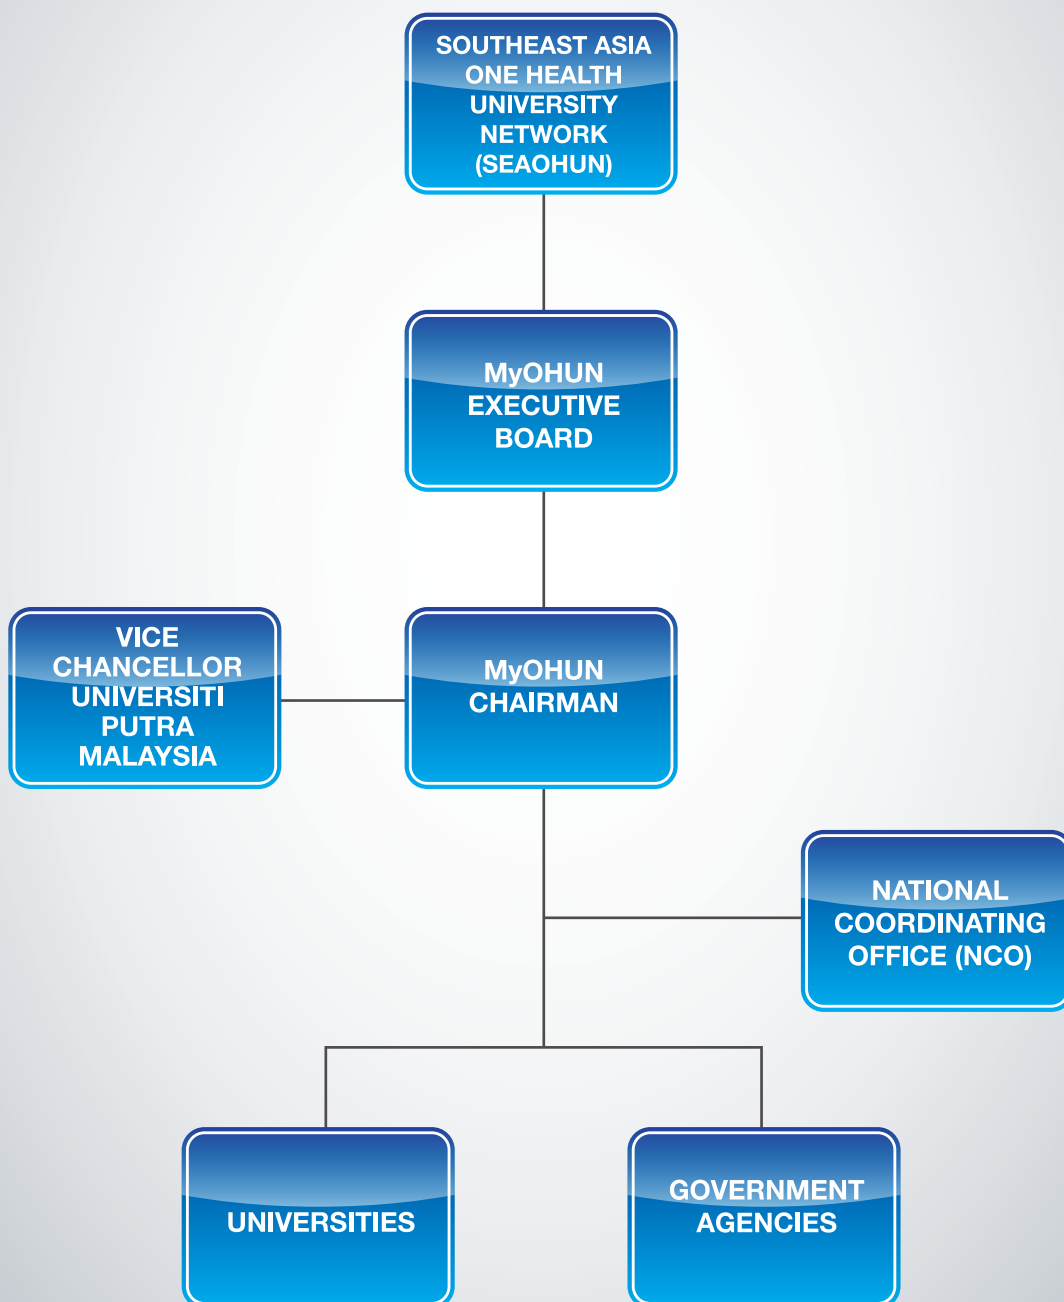 SOUTHEAST ASIA
ONE HEALTH
UNIVERSITY
NETWORK
(SEAOHUN)
MyOHUN
EXECUTIVE
BOARD
VICE
CHANCELLOR
UNIVERSITI
PUTRA
MALAYSIA
MyOHUN
CHAIRMAN
NATIONAL
COORDINATING
OFFICE (NCO)
UNIVERSITIES
GOVERNMENT
AGENCIES